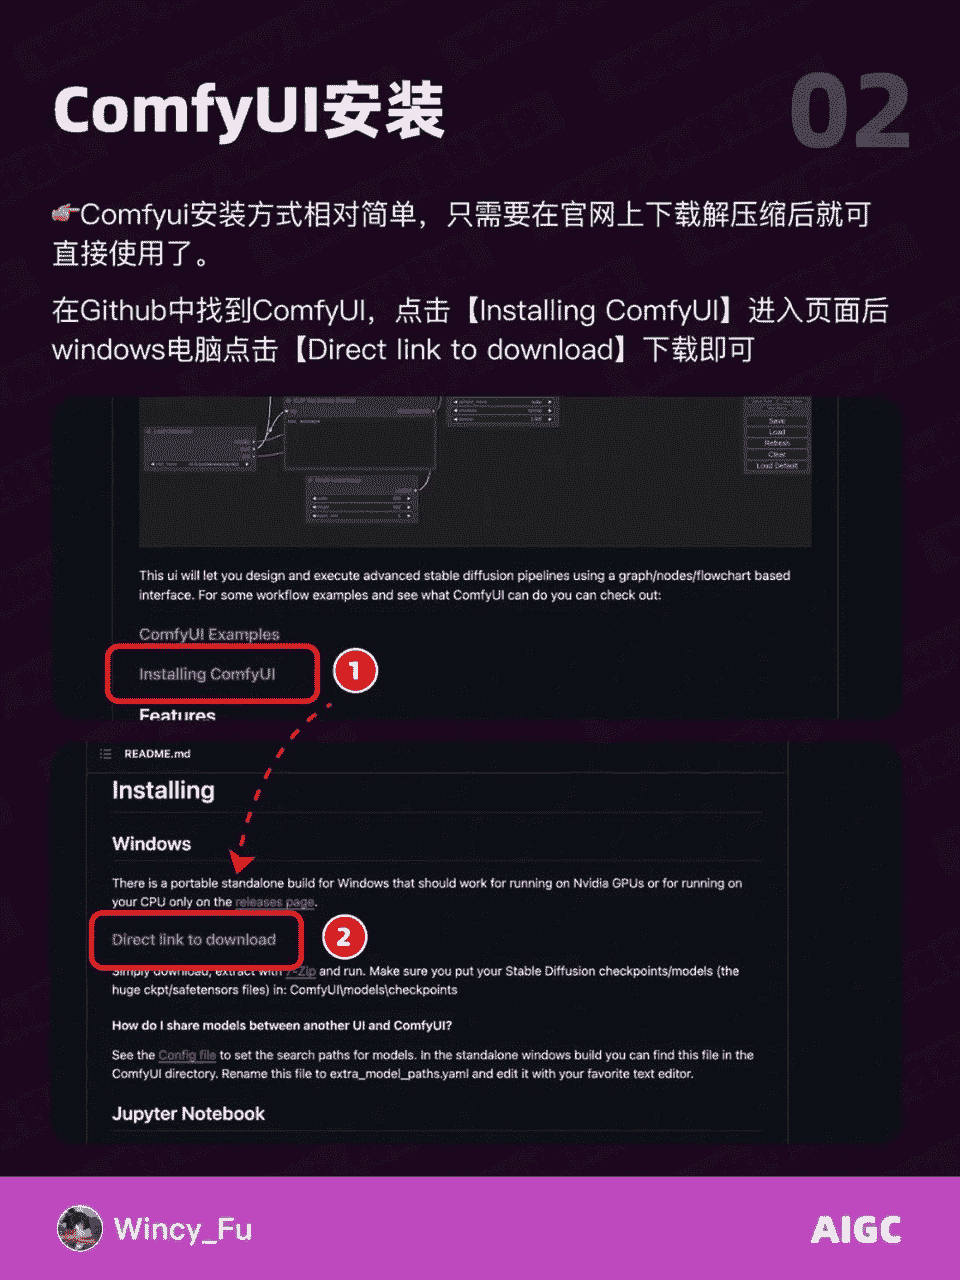 ComfyUI安装
02
Comfyui安装方式相对简单，只需要在官网上下载解压缩后就可
直接使用了。
在Github中找到ComfyUI，点击【Installing ComfyUI】进入页面后
windows电脑点击【Direct link to download】下载即可
Save
Load
Refresh
Clear
Load Default
This ui will let you design and execute advanced stable diffusion pipelines using a graph/nodes/flowchart based
interface. For some workflow examples and see what ComfyUI can do you can check out:
ComfyUI Examples
Installing ComfyUI
1
Features
README.md
Installing
Windows
There is a portable standalone build for Windows that should work for running on Nvidia GPUs or for running on
your CPU only on the releases page.
Direct link to download
2
Simply download, extract with 7-Zip and run. Make sure you put your Stable Diffusion checkpoints/models (the
huge ckpt/safetensors files) in: ComfyUI\models\checkpoints
How do I share models between another UI and ComfyUI?
See the Config file to set the search paths for models. In the standalone windows build you can find this file in the
ComfyUI directory. Rename this file to extra_model_paths.yaml and edit it with your favorite text editor.
Jupyter Notebook
Wincy_Fu
AIGC